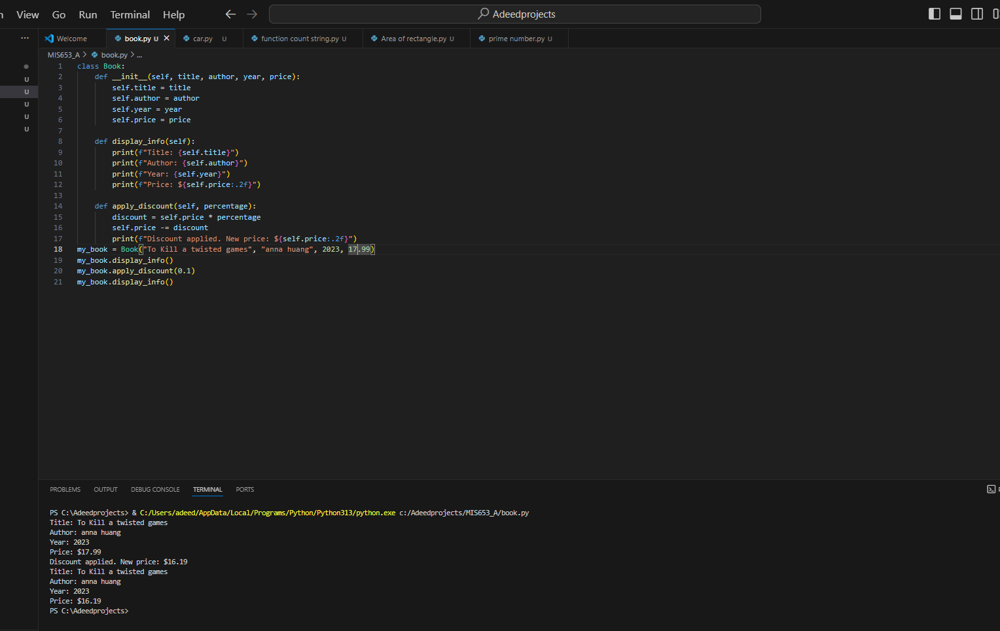 View Go Run Terminal Help Adeedprojects
Welcome book.py U car.py U function count string.py U Area of rectangle.py U prime number.py U
MIS653_A > book.py > ...
U
U
U
U
U
1 class Book:
2 def __init__(self, title, author, year, price):
3 self.title = title
4 self.author = author
5 self.year = year
6 self.price = price
7
8 def display_info(self):
9 print(f"Title: {self.title}")
10 print(f"Author: {self.author}")
11 print(f"Year: {self.year}")
12 print(f"Price: ${self.price:.2f}")
13
14 def apply_discount(self, percentage):
15 discount = self.price * percentage
16 self.price -= discount
17 print(f"Discount applied. New price: ${self.price:.2f}")
18 my_book = Book("To Kill a twisted games", "anna huang", 2023, 17.99)
19 my_book.display_info()
20 my_book.apply_discount(0.1)
21 my_book.display_info()
PROBLEMS OUTPUT DEBUG CONSOLE TERMINAL PORTS
PS C:\Adeedprojects> & C:/Users/adeed/AppData/Local/Programs/Python/Python313/python.exe c:/Adeedprojects/MIS653_A/book.py
Title: To Kill a twisted games
Author: anna huang
Year: 2023
Price: $17.99
Discount applied. New price: $16.19
Title: To Kill a twisted games
Author: anna huang
Year: 2023
Price: $16.19
PS C:\Adeedprojects>